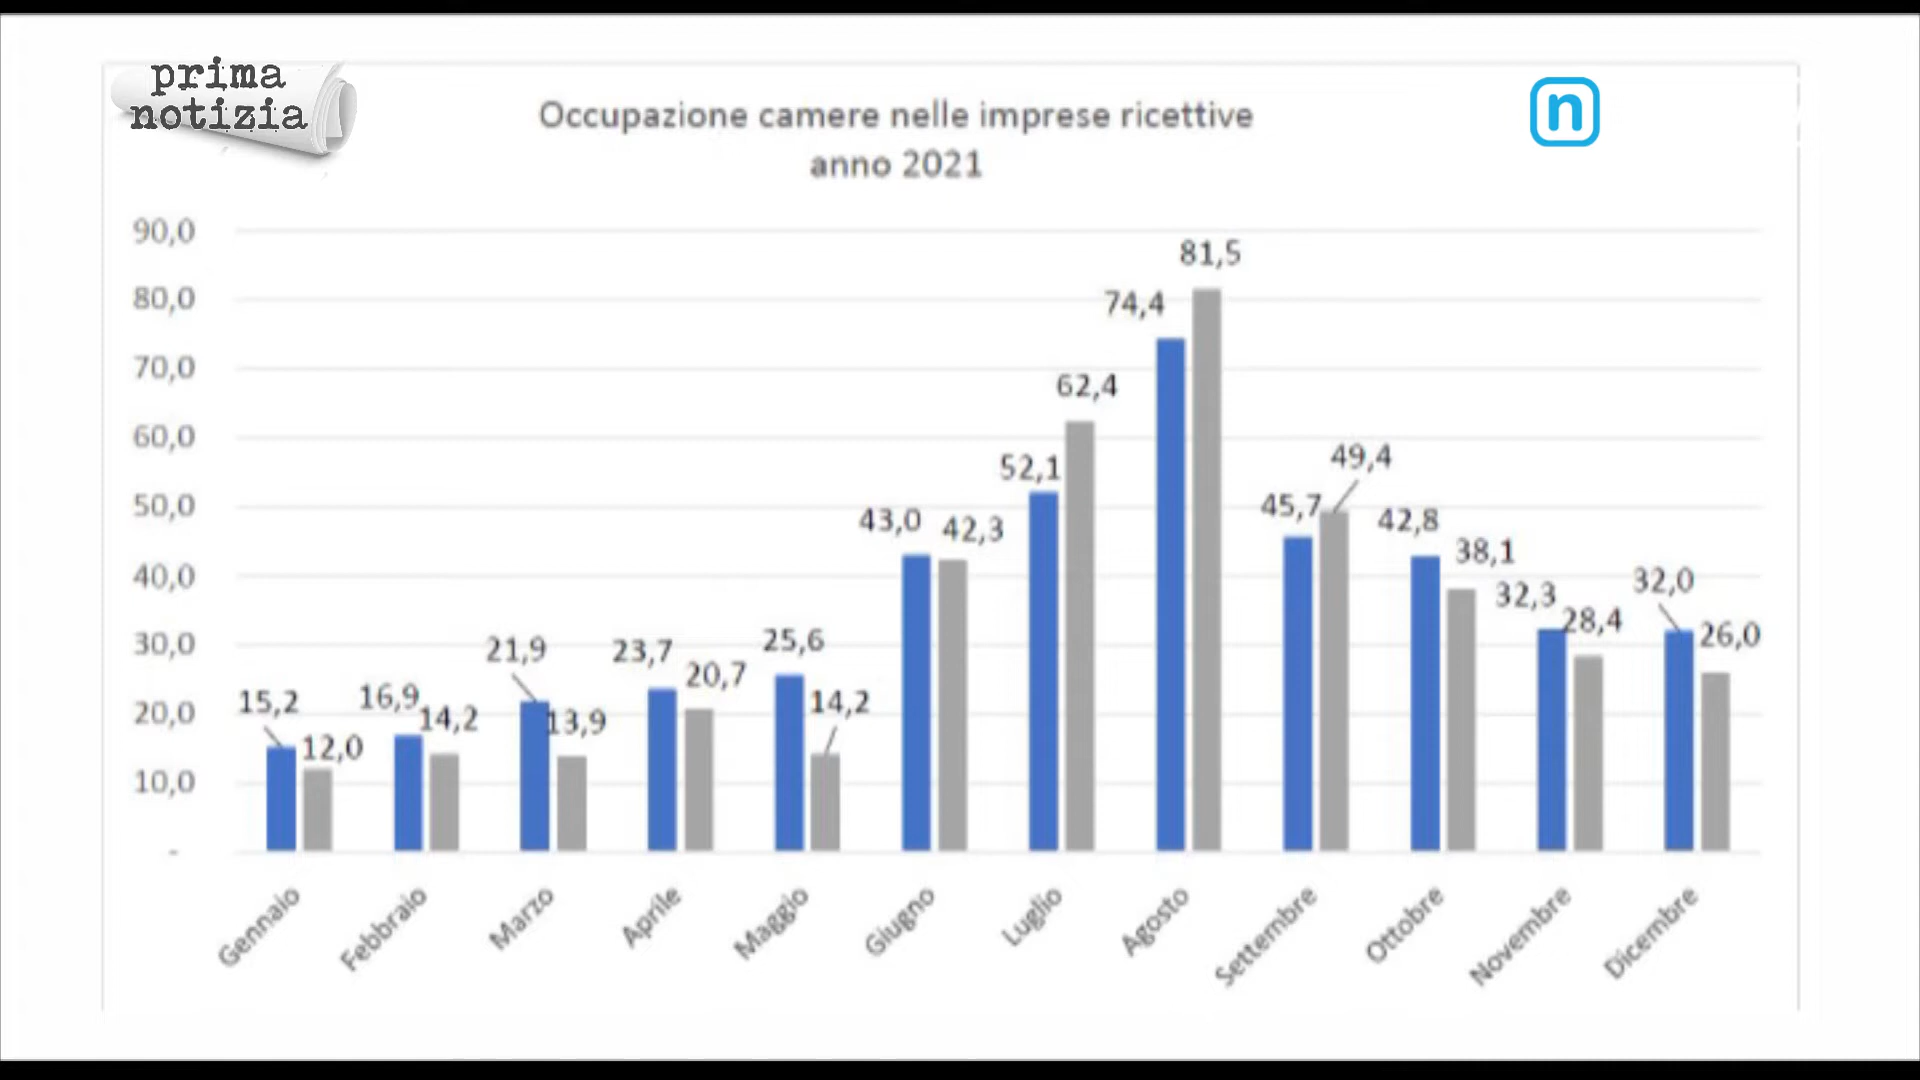 prima
notizia
n
Occupazione camere nelle imprese ricettive
anno 2021
90,0
80,0
70,0
60,0
50,0
40,0
30,0
20,0
10,0
-
15,2
12,0
16,9
14,2
21,9
13,9
23,7
20,7
25,6
14,2
43,0
42,3
52,1
62,4
74,4
81,5
45,7
49,4
42,8
38,1
32,3
28,4
32,0
26,0
Gennaio
Febbraio
Marzo
Aprile
Maggio
Giugno
Luglio
Agosto
Settembre
Ottobre
Novembre
Dicembre